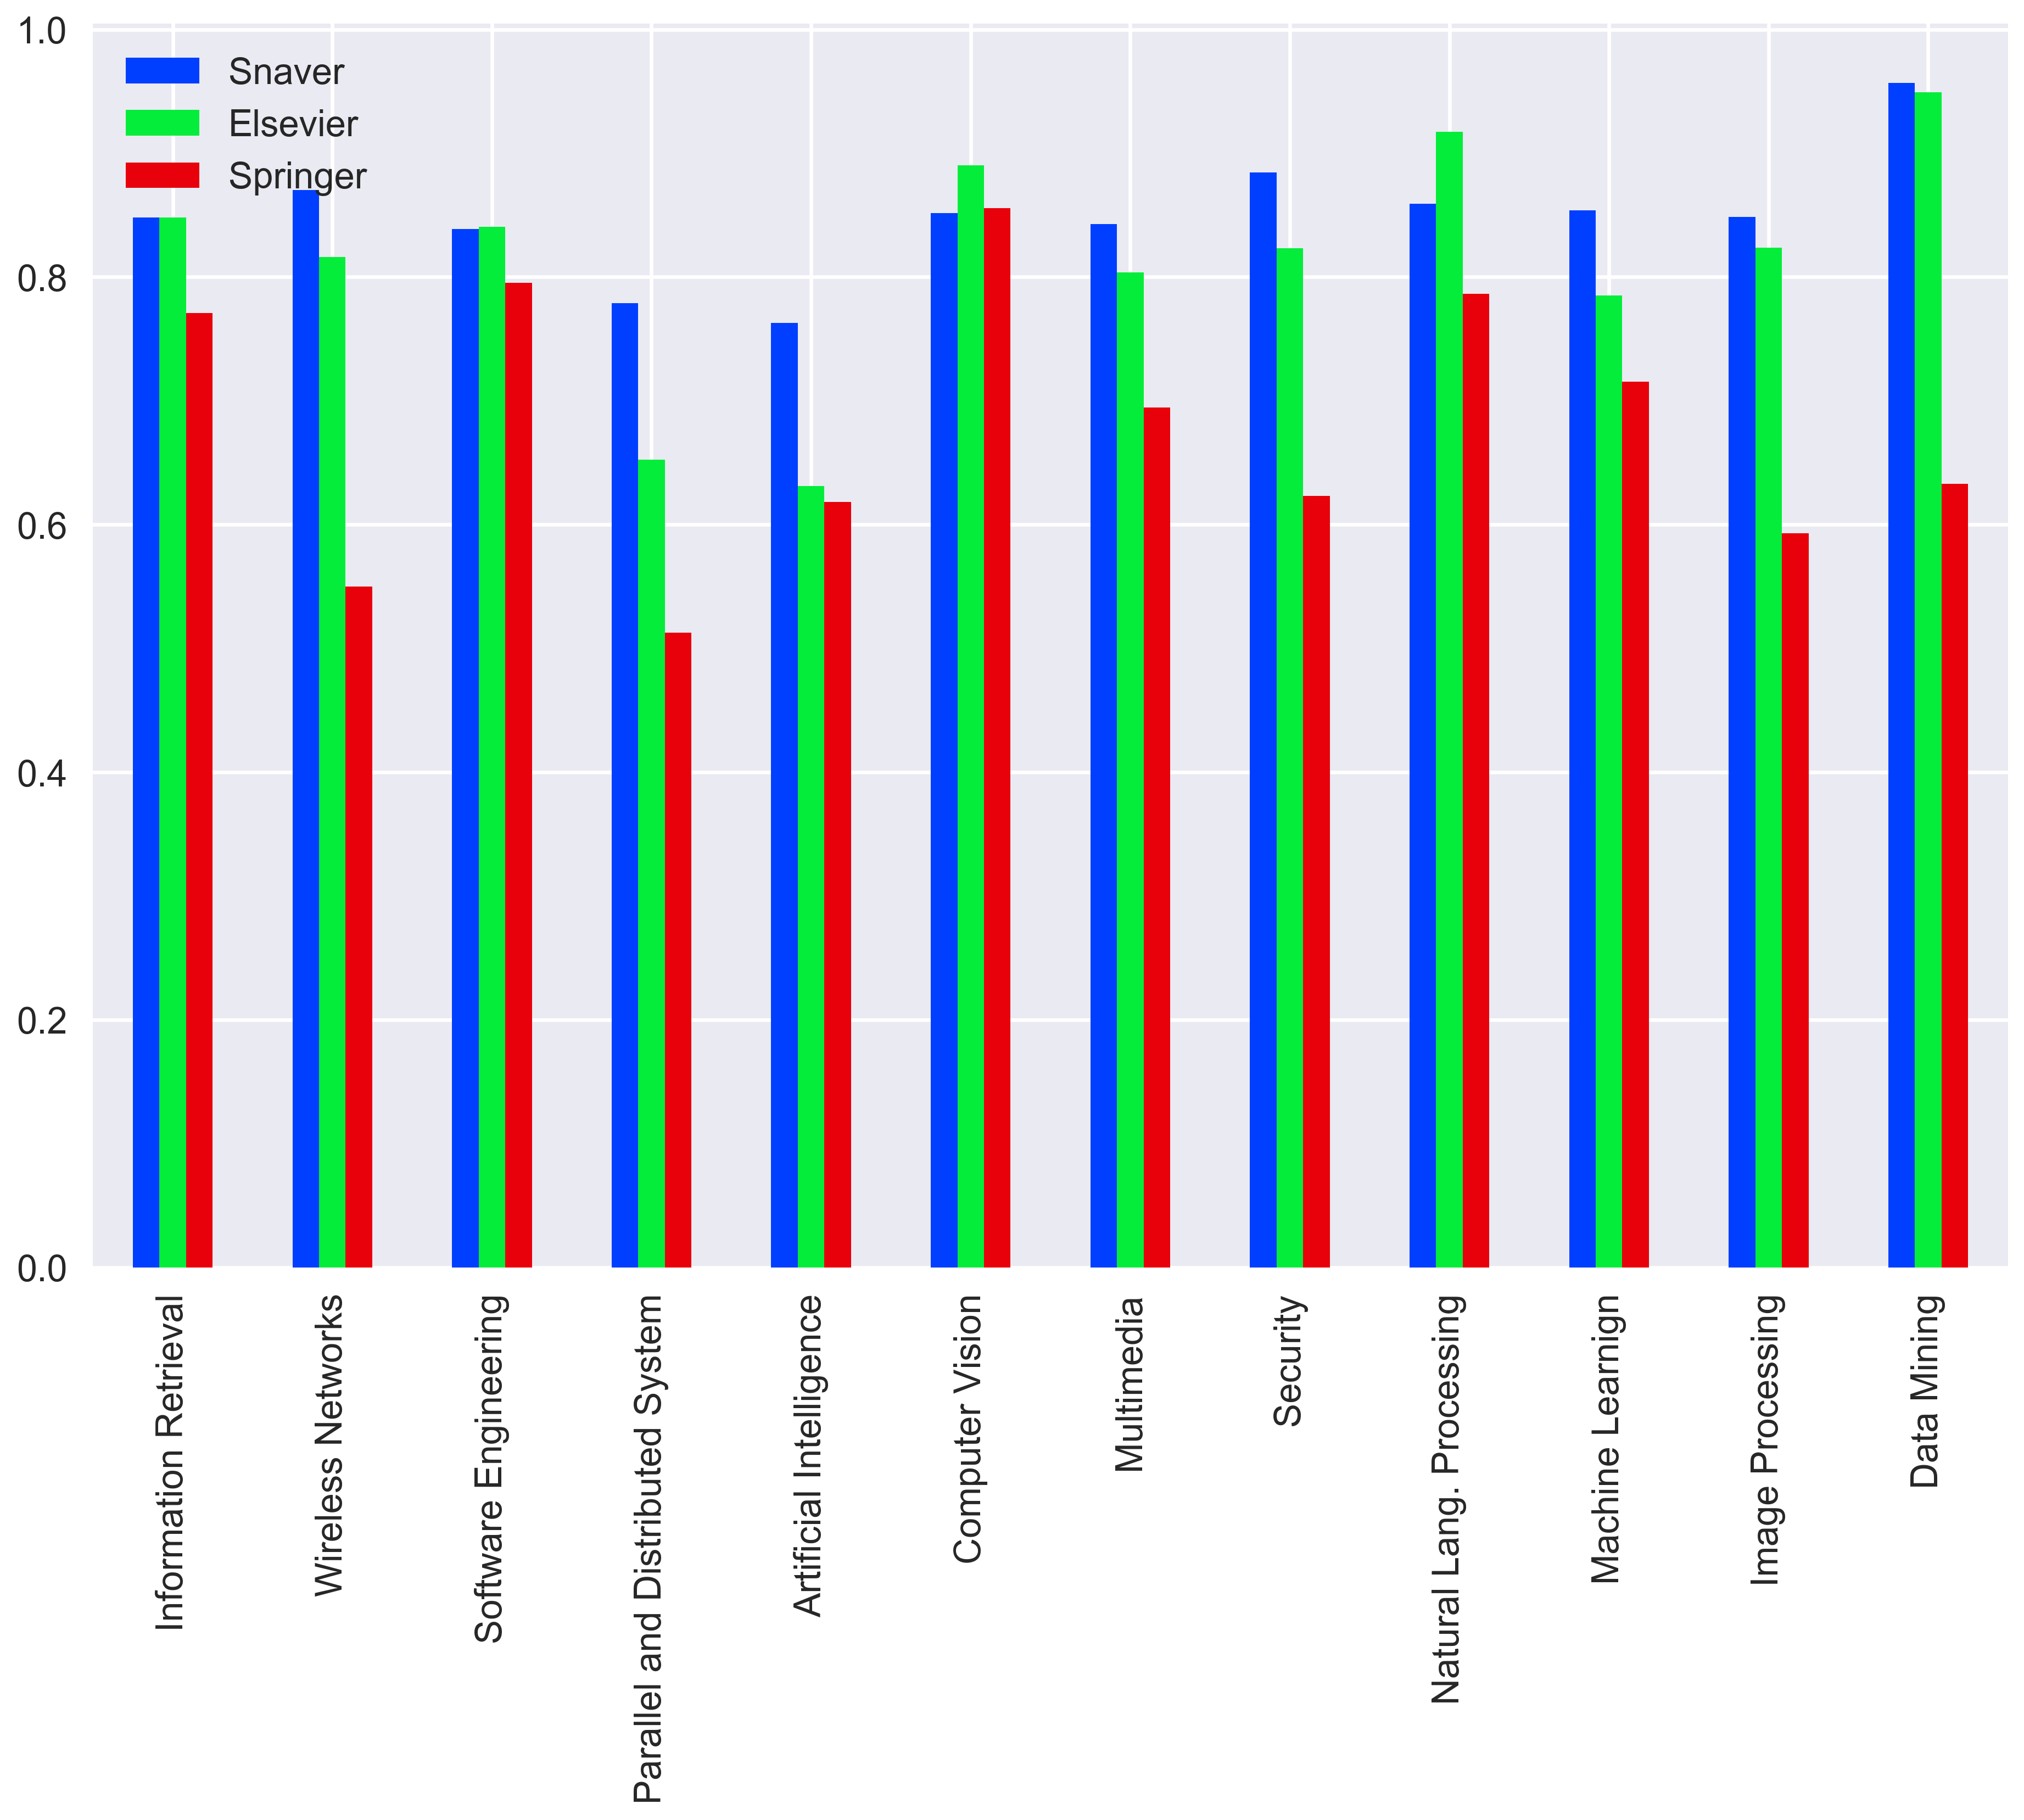 1.0
0.8
0.6
0.4
0.2
0.0
Snaver
Elsevier
Springer
Information Retrieval
Wireless Networks
Software Engineering
Parallel and Distributed System
Artificial Intelligence
Computer Vision
Multimedia
Security
Natural Lang. Processing
Machine Learnign
Image Processing
Data Mining